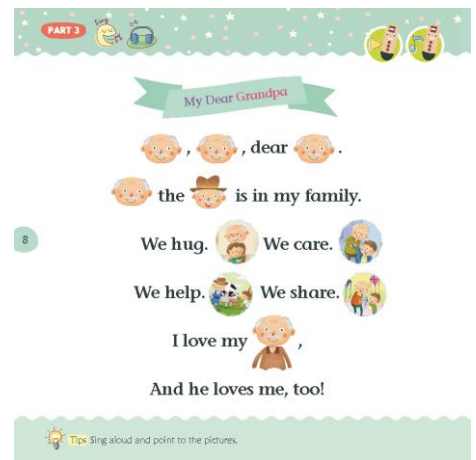 PART 3
Sing
My Dear Grandpa
, , dear .
the is in my family.
We hug. We care.
We help. We share.
I love my ,
And he loves me, too!
8
Tips Sing aloud and point to the pictures.